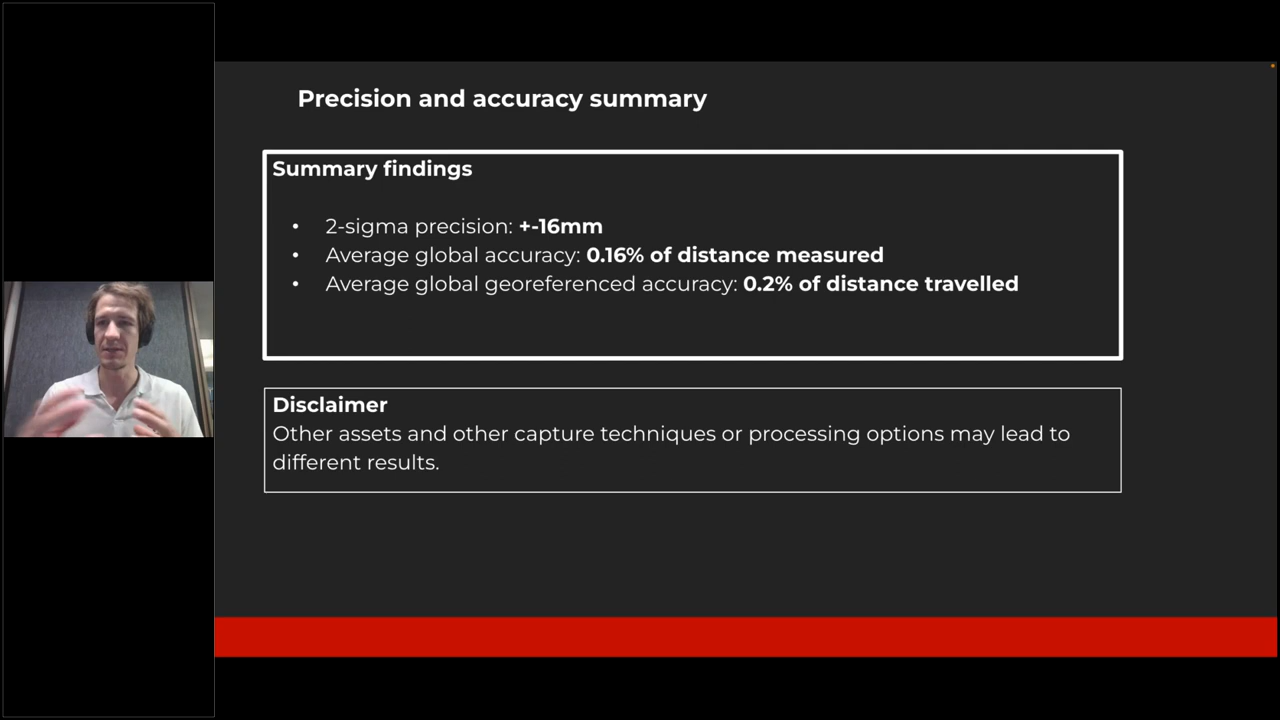 Precision and accuracy summary
Summary findings
• 2-sigma precision: +-16mm
• Average global accuracy: 0.16% of distance measured
• Average global georeferenced accuracy: 0.2% of distance travelled
Disclaimer
Other assets and other capture techniques or processing options may lead to
different results.